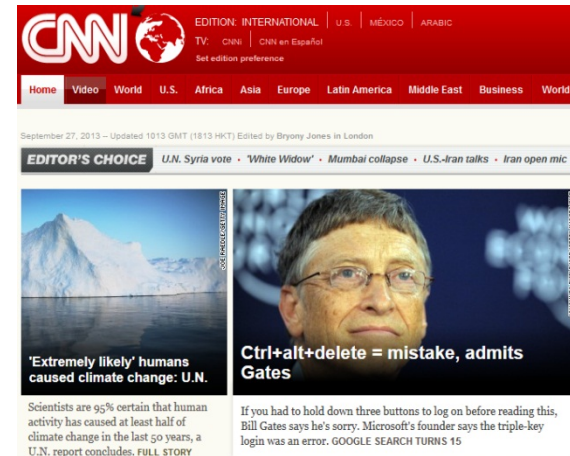 CNN
EDITION: INTERNATIONAL U.S. MÉXICO ARABIC
TV: CNNi CNN en Español
Set edition preference
Home Video World U.S. Africa Asia Europe Latin America Middle East Business World
September 27, 2013 – Updated 1013 GMT (1813 HKT) Edited by Bryony Jones in London
EDITOR'S CHOICE U.N. Syria vote • 'White Widow' • Mumbai collapse • U.S.-Iran talks • Iran open mic
JOE RAEDLE/GETTY IMAGES
'Extremely likely' humans
caused climate change: U.N.
Scientists are 95% certain that human
activity has caused at least half of
climate change in the last 50 years, a
U.N. report concludes. FULL STORY
Ctrl+alt+delete = mistake, admits
Gates
If you had to hold down three buttons to log on before reading this,
Bill Gates says he's sorry. Microsoft's founder says the triple-key
login was an error. GOOGLE SEARCH TURNS 15